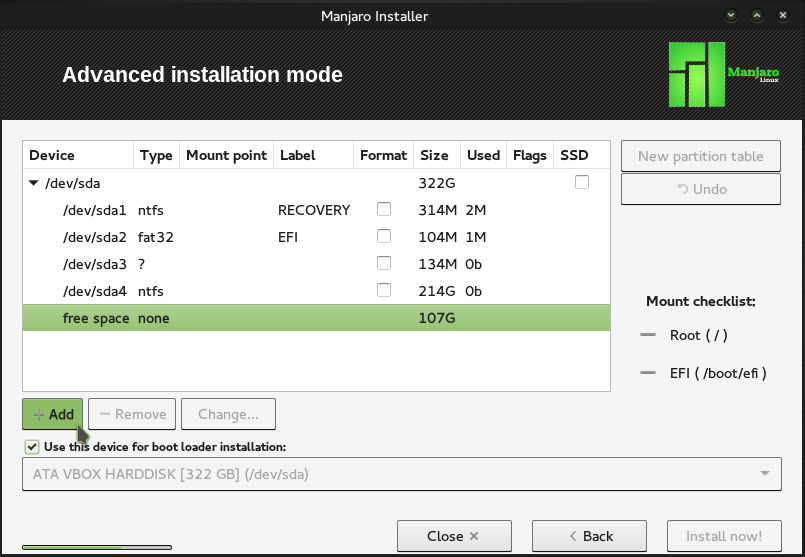 Manjaro Installer
Advanced installation mode
Manjaro
Linux
Device Type Mount point Label Format Size Used Flags SSD
/dev/sda 322G
/dev/sda1 ntfs RECOVERY 314M 2M
/dev/sda2 fat32 EFI 104M 1M
/dev/sda3 ? 134M 0b
/dev/sda4 ntfs 214G 0b
free space none 107G
New partition table
Undo
Mount checklist:
Root ( / )
EFI ( /boot/efi )
Add Remove Change...
Use this device for boot loader installation:
ATA VBOX HARDDISK [322 GB] (/dev/sda)
Close Back Install now!